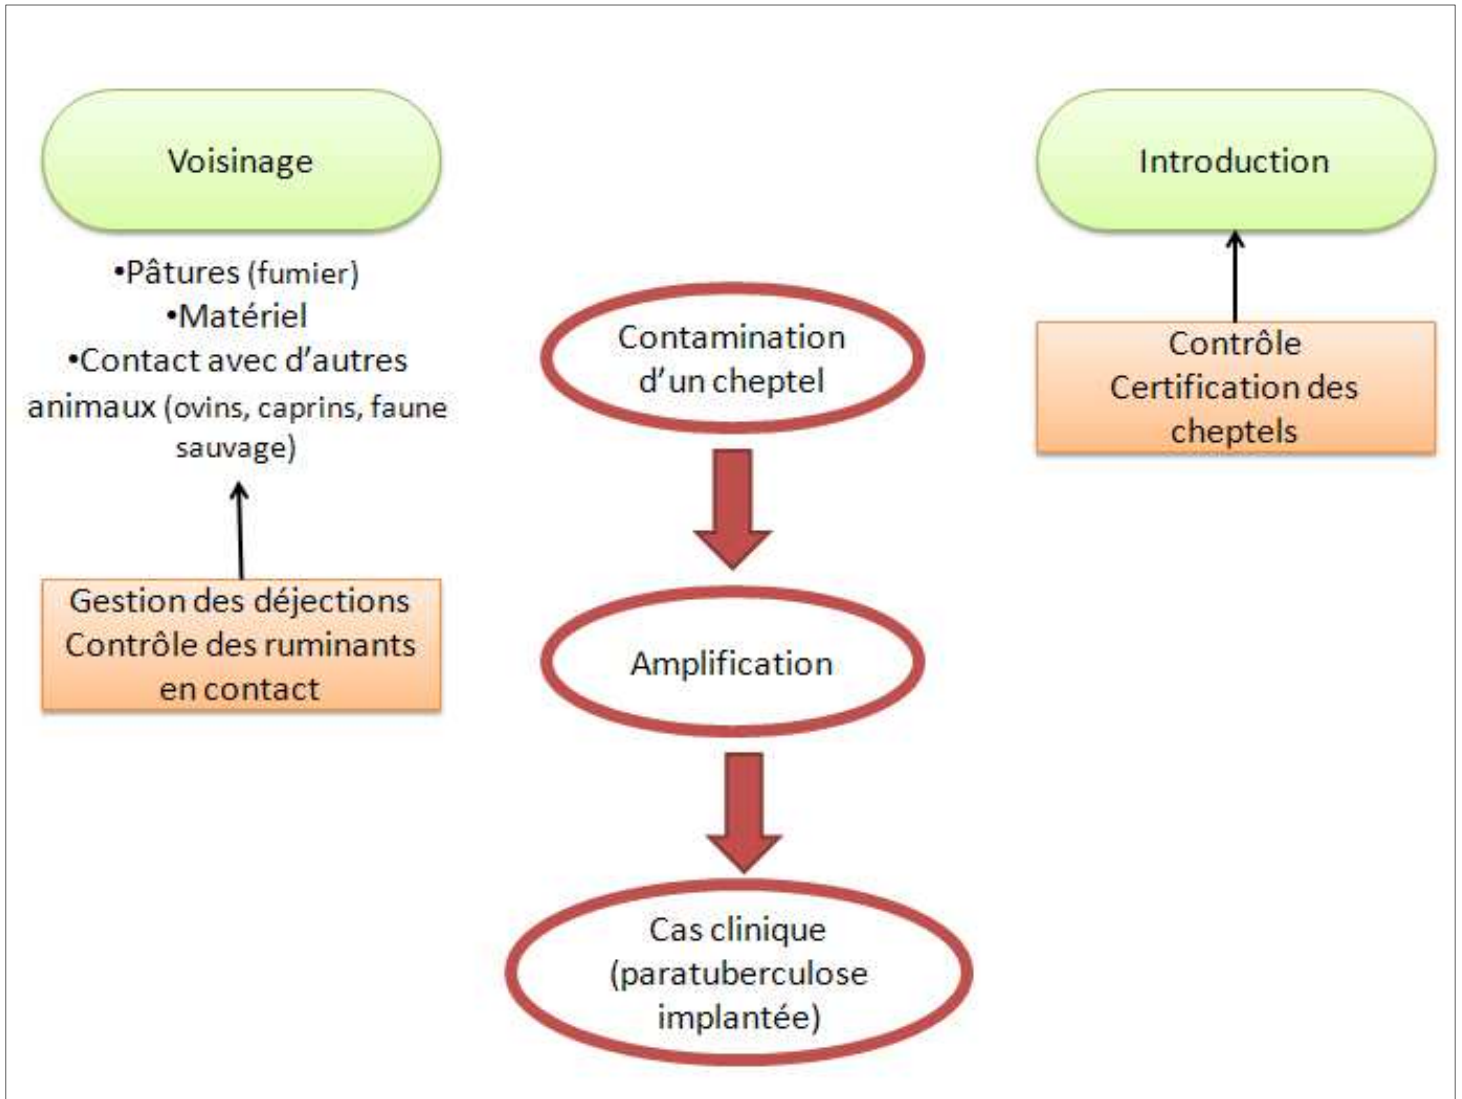 Voisinage
•Pâtures (fumier)
•Matériel
•Contact avec d’autres
animaux (ovins, caprins, faune
sauvage)
Gestion des déjections
Contrôle des ruminants
en contact
Contamination
d’un cheptel
Amplification
Cas clinique
(paratuberculose
implantée)
Introduction
Contrôle
Certification des
cheptels